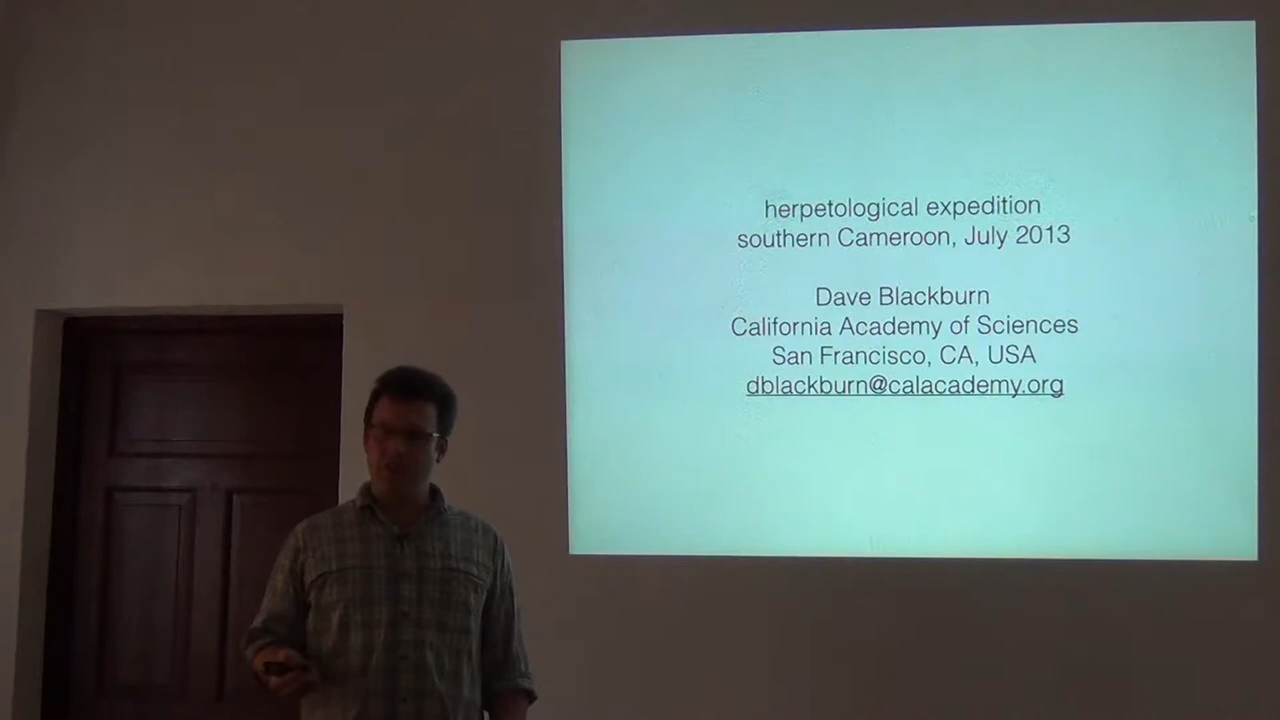 herpetological expedition
southern Cameroon, July 2013
Dave Blackburn
California Academy of Sciences
San Francisco, CA, USA
dblackburn@calacademy.org